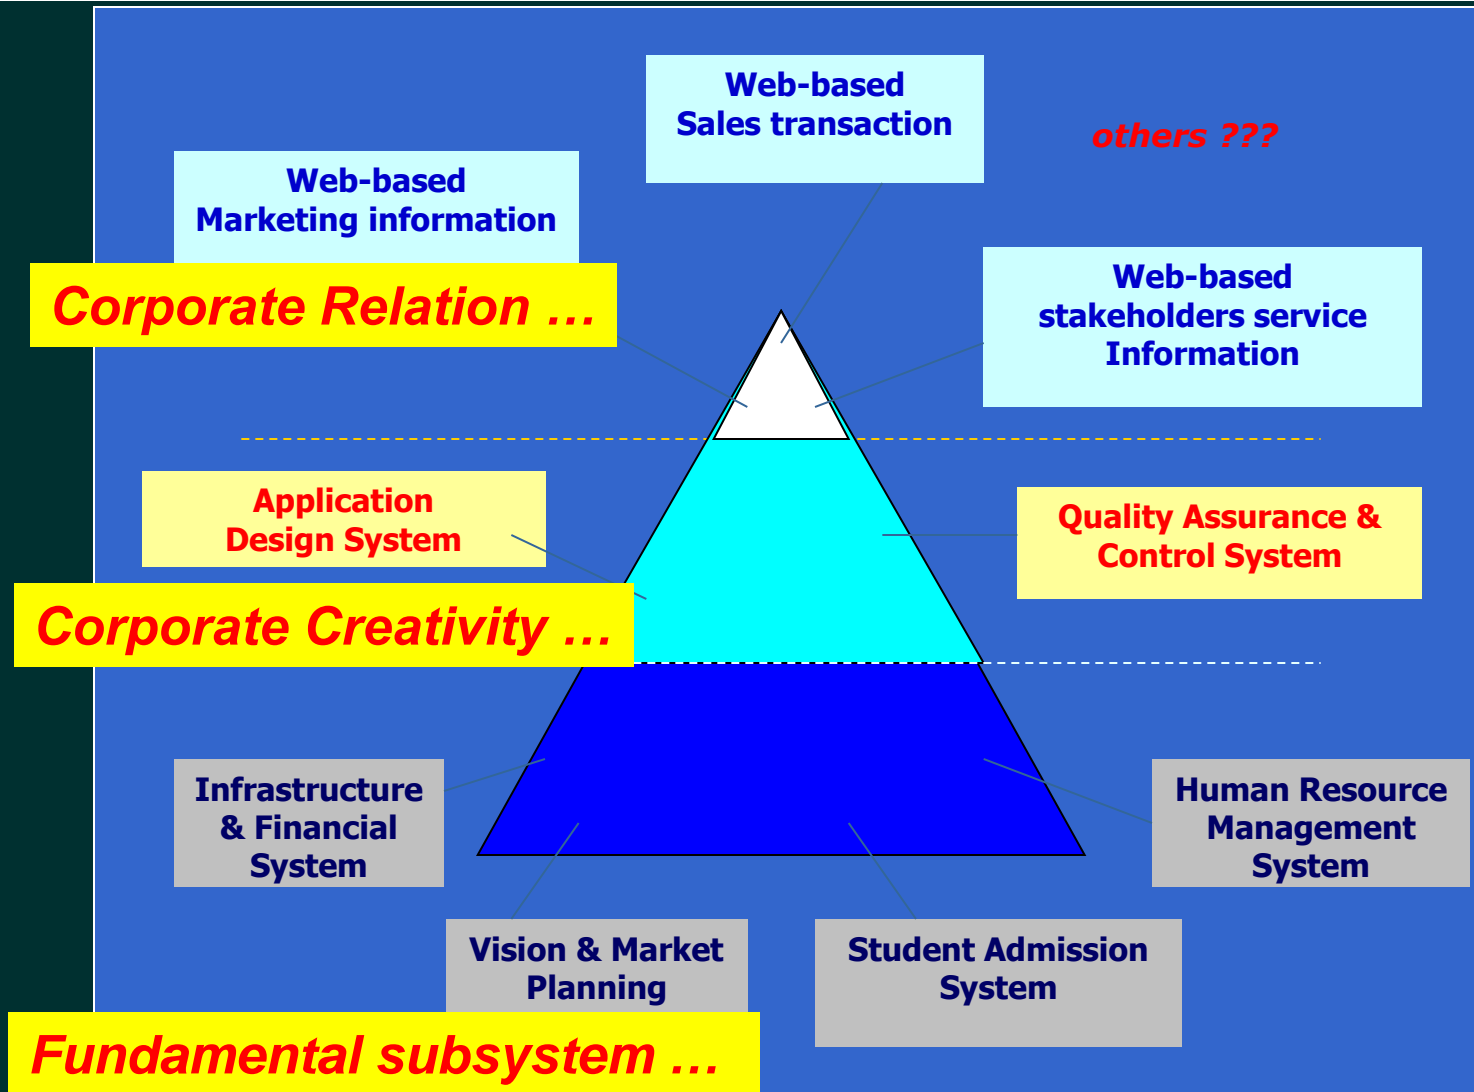 Web-based
Sales transaction
others ???
Web-based
Marketing information
Corporate Relation …
Web-based
stakeholders service
Information
Application
Design System
Quality Assurance &
Control System
Corporate Creativity …
Infrastructure
& Financial
System
Human Resource
Management
System
Vision & Market
Planning
Student Admission
System
Fundamental subsystem …